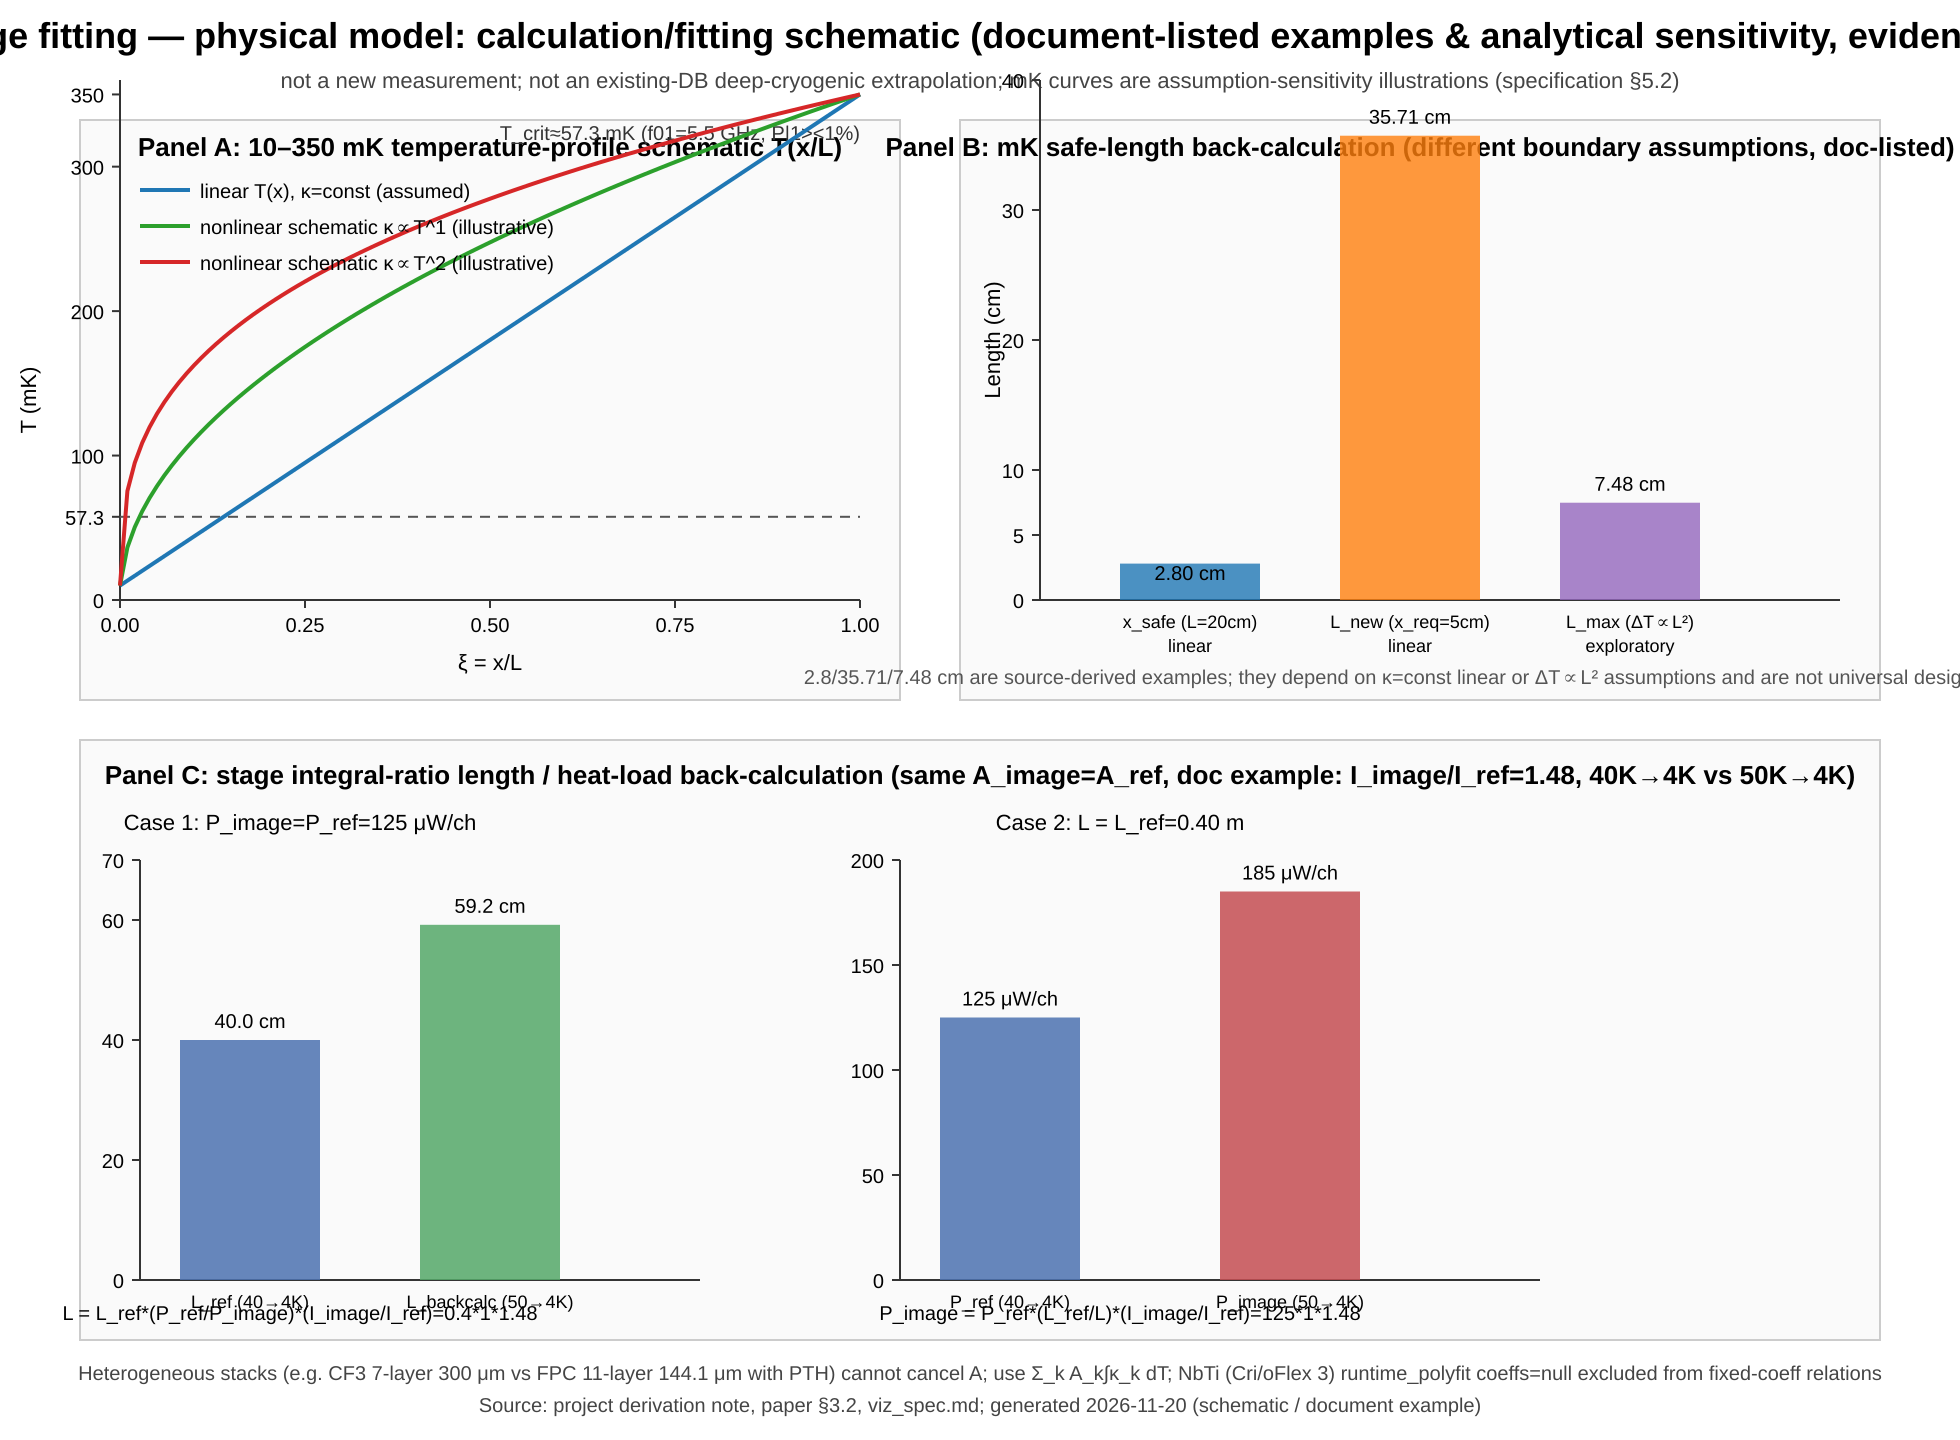 ge fitting — physical model: calculation/fitting schematic (document-listed examples & analytical sensitivity, eviden
not a new measurement; not an existing-DB deep-cryogenic extrapolation; mK curves are assumption-sensitivity illustrations (specification §5.2)
Panel A: 10–350 mK temperature-profile schematic T(x/L)
T_crit≈57.3 mK (f01=5.5 GHz, P|1><1%)
linear T(x), κ=const (assumed)
nonlinear schematic κ∝T^1 (illustrative)
nonlinear schematic κ∝T^2 (illustrative)
T (mK)
350
300
200
100
57.3
0
0.00
0.25
0.50
0.75
1.00
ξ = x/L
Panel B: mK safe-length back-calculation (different boundary assumptions, doc-listed)
Length (cm)
40
30
20
10
5
0
2.80 cm
35.71 cm
7.48 cm
x_safe (L=20cm)
linear
L_new (x_req=5cm)
linear
L_max (ΔT∝L²)
exploratory
2.8/35.71/7.48 cm are source-derived examples; they depend on κ=const linear or ΔT∝L² assumptions and are not universal desig
Panel C: stage integral-ratio length / heat-load back-calculation (same A_image=A_ref, doc example: I_image/I_ref=1.48, 40K→4K vs 50K→4K)
Case 1: P_image=P_ref=125 μW/ch
70
60
40
20
0
40.0 cm
59.2 cm
L_ref (40→4K)
L_backcalc (50→4K)
L = L_ref*(P_ref/P_image)*(I_image/I_ref)=0.4*1*1.48
Case 2: L = L_ref=0.40 m
200
150
100
50
0
125 μW/ch
185 μW/ch
P_ref (40→4K)
P_image (50→4K)
P_image = P_ref*(L_ref/L)*(I_image/I_ref)=125*1*1.48
Heterogeneous stacks (e.g. CF3 7-layer 300 μm vs FPC 11-layer 144.1 μm with PTH) cannot cancel A; use Σ_k A_k∫κ_k dT; NbTi (Cri/oFlex 3) runtime_polyfit coeffs=null excluded from fixed-coeff relations
Source: project derivation note, paper §3.2, viz_spec.md; generated 2026-11-20 (schematic / document example)